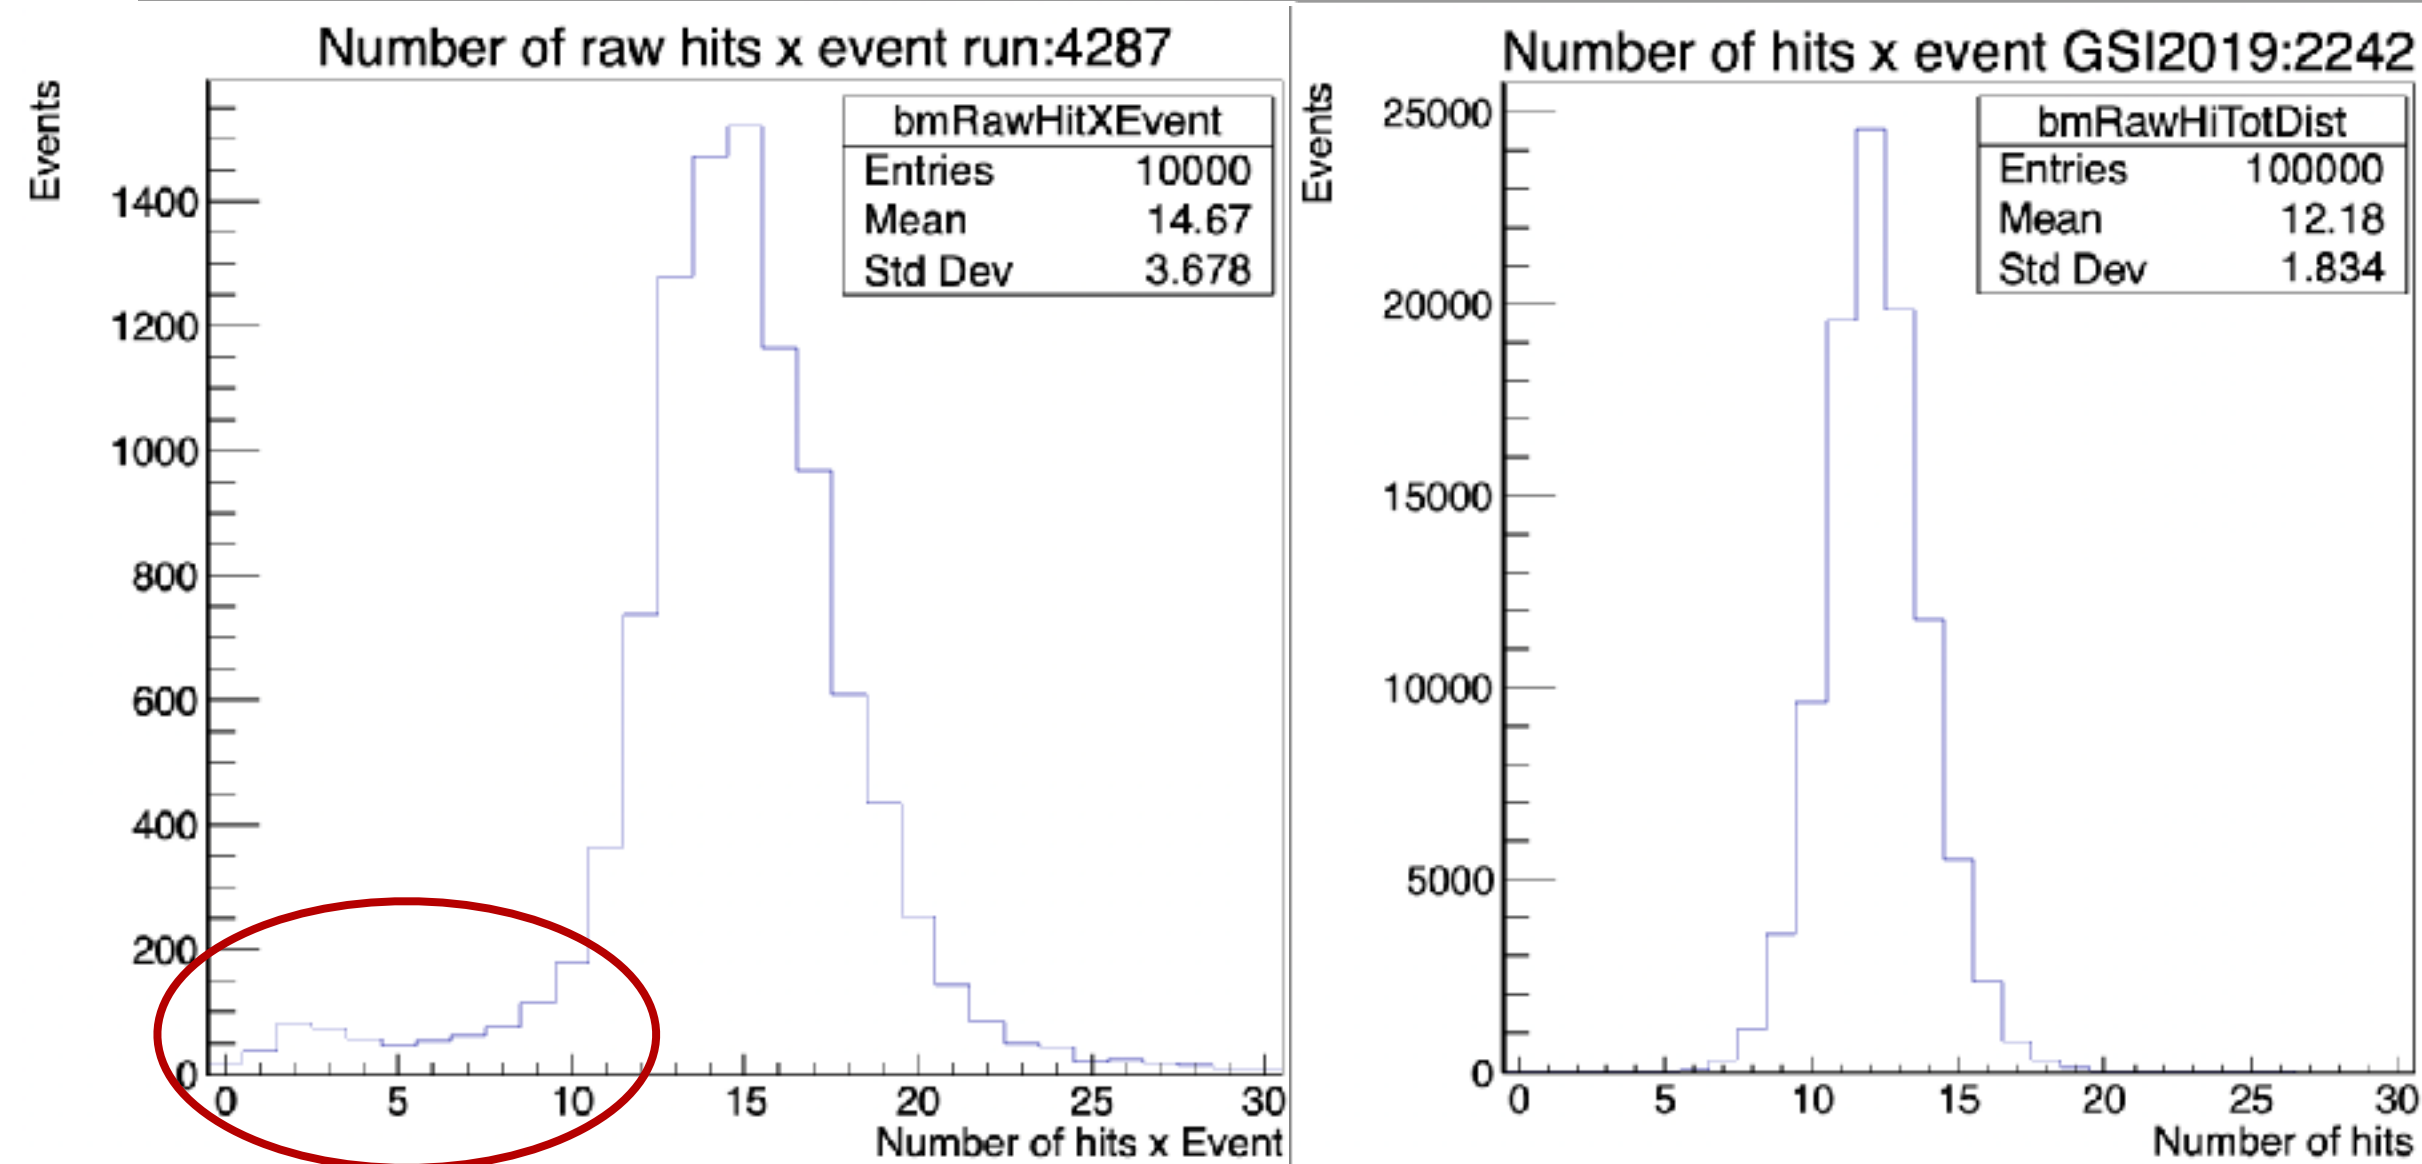 Number of raw hits x event run:4287
Events
bmRawHitXEvent
Entries 10000
Mean 14.67
Std Dev 3.678
1400
1200
1000
800
600
400
200
0
0 5 10 15 20 25 30
Number of hits x Event
Number of hits x event GSI2019:2242
Events
bmRawHiTotDist
Entries 100000
Mean 12.18
Std Dev 1.834
25000
20000
15000
10000
5000
0
0 5 10 15 20 25 30
Number of hits